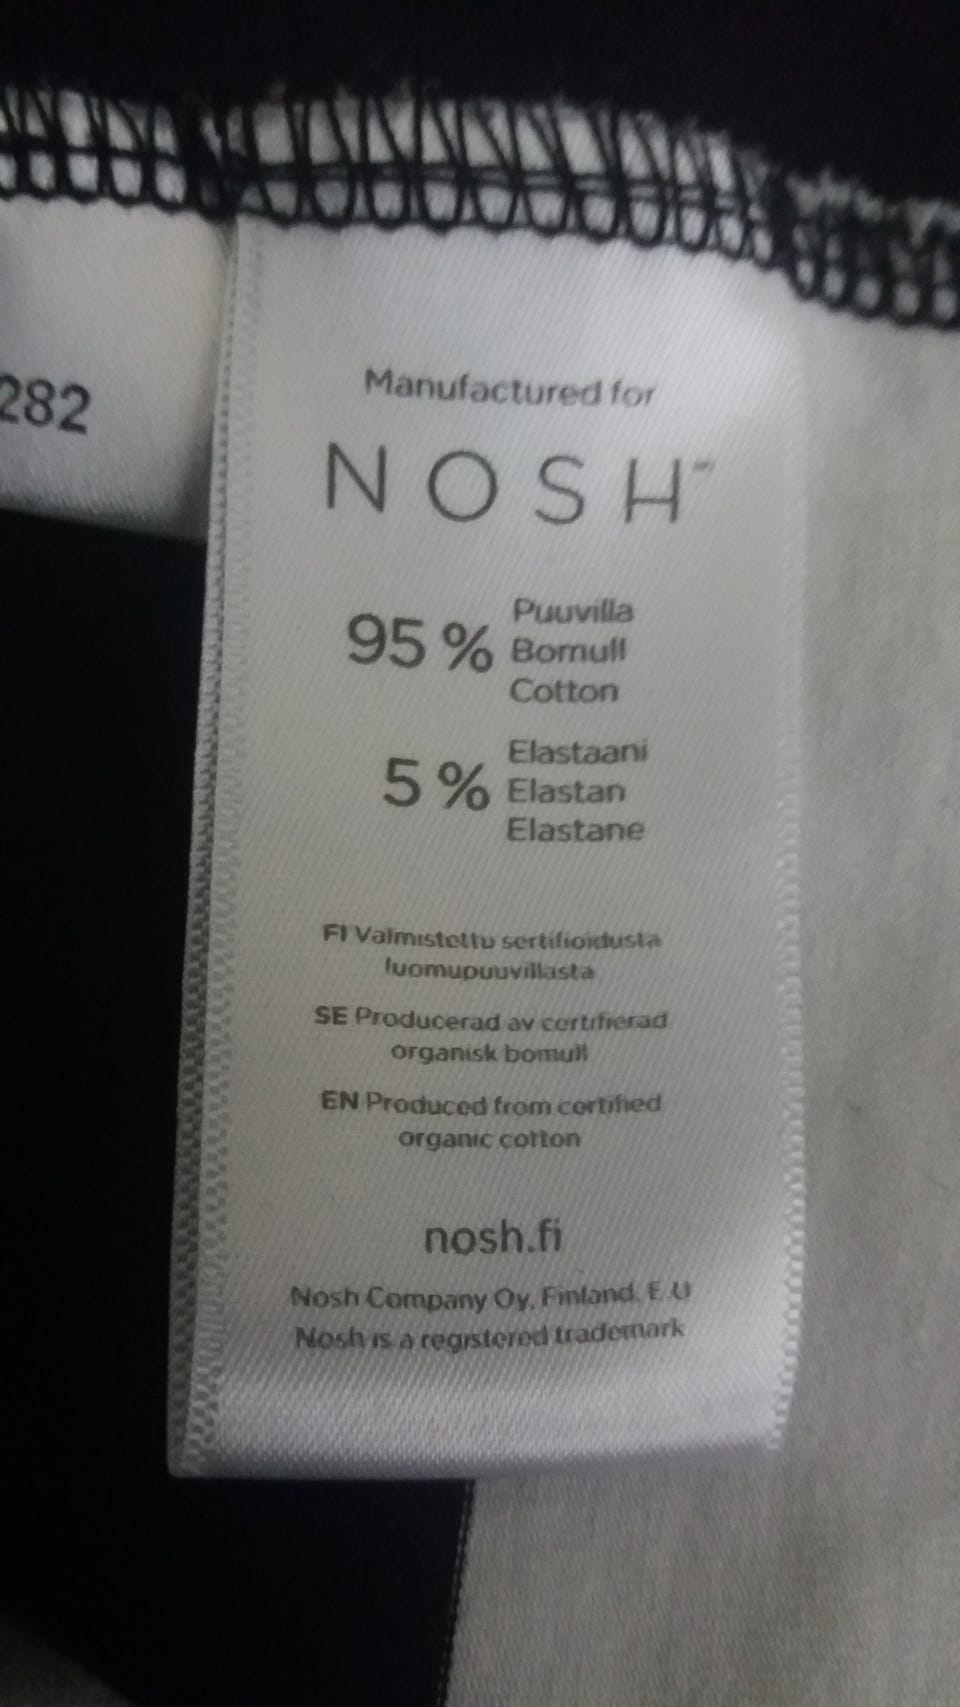 282
Manufactured for
NOSH™
95 % Puuvilla
Bomull
Cotton
5 % Elastaani
Elastan
Elastane
FI Valmistettu sertifioidusta
luomupuuvillasta
SE Producerad av certifierad
organisk bomull
EN Produced from certified
organic cotton
nosh.fi
Nosh Company Oy, Finland, E.U
Nosh is a registered trademark